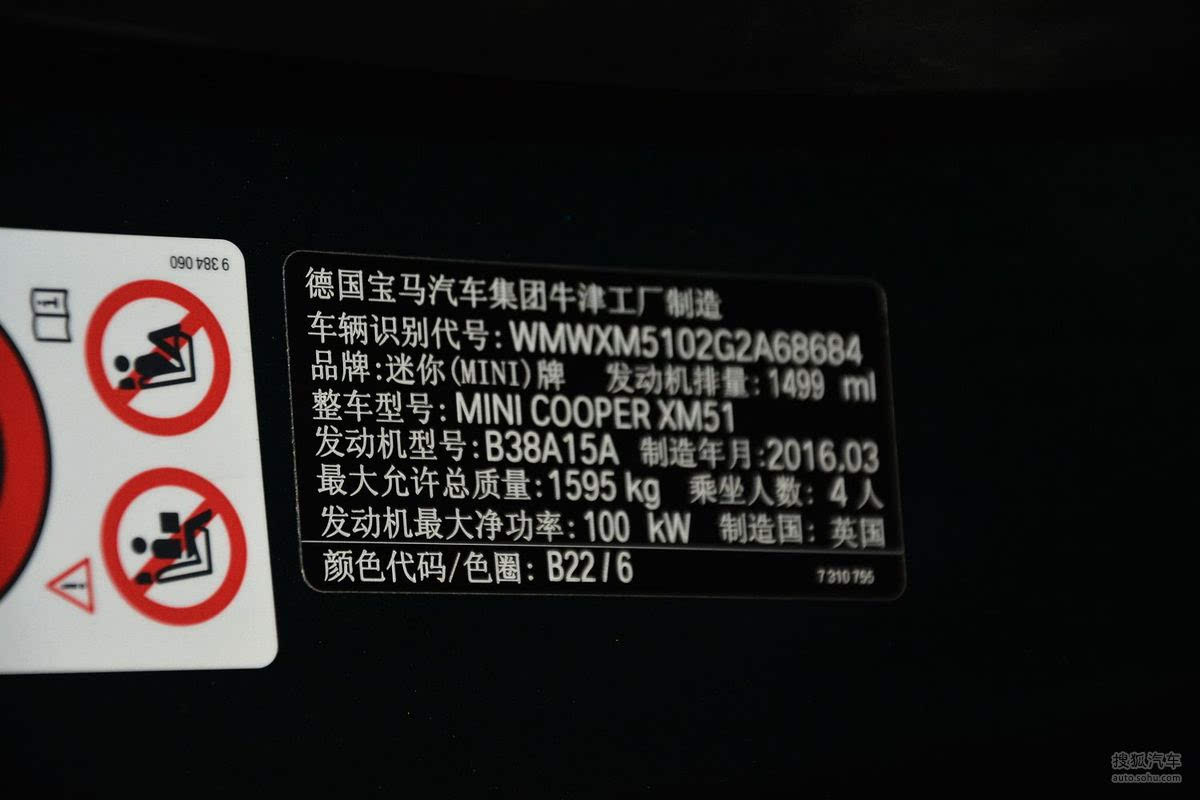 9 384 060
德国宝马汽车集团牛津工厂制造
车辆识别代号:WMWXM5102G2A68684
品牌:迷你(MINI)牌 发动机排量:1499 ml
整车型号:MINI COOPER XM51
发动机型号:B38A15A 制造年月:2016.03
最大允许总质量:1595 kg 乘坐人数: 4 人
发动机最大净功率:100 kW 制造国: 英国
颜色代码/色圈: B22 / 6
7 310 755
搜狐汽车
auto.sohu.com